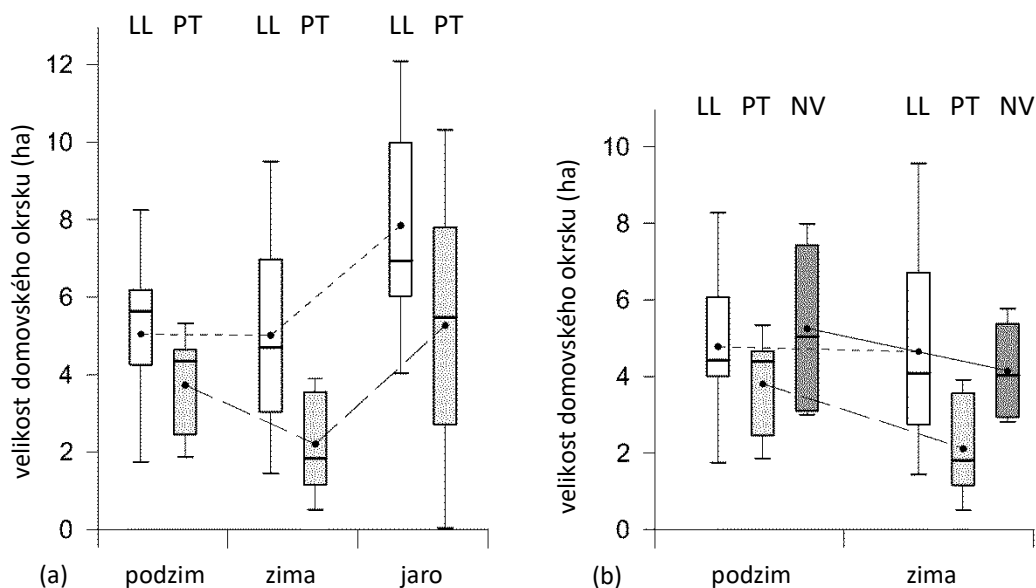 LL PT LL PT LL PT
velikost domovského okrsku (ha)
12
10
8
6
4
2
0
(a) podzim zima jaro
LL PT NV LL PT NV
velikost domovského okrsku (ha)
10
8
6
4
2
0
(b) podzim zima